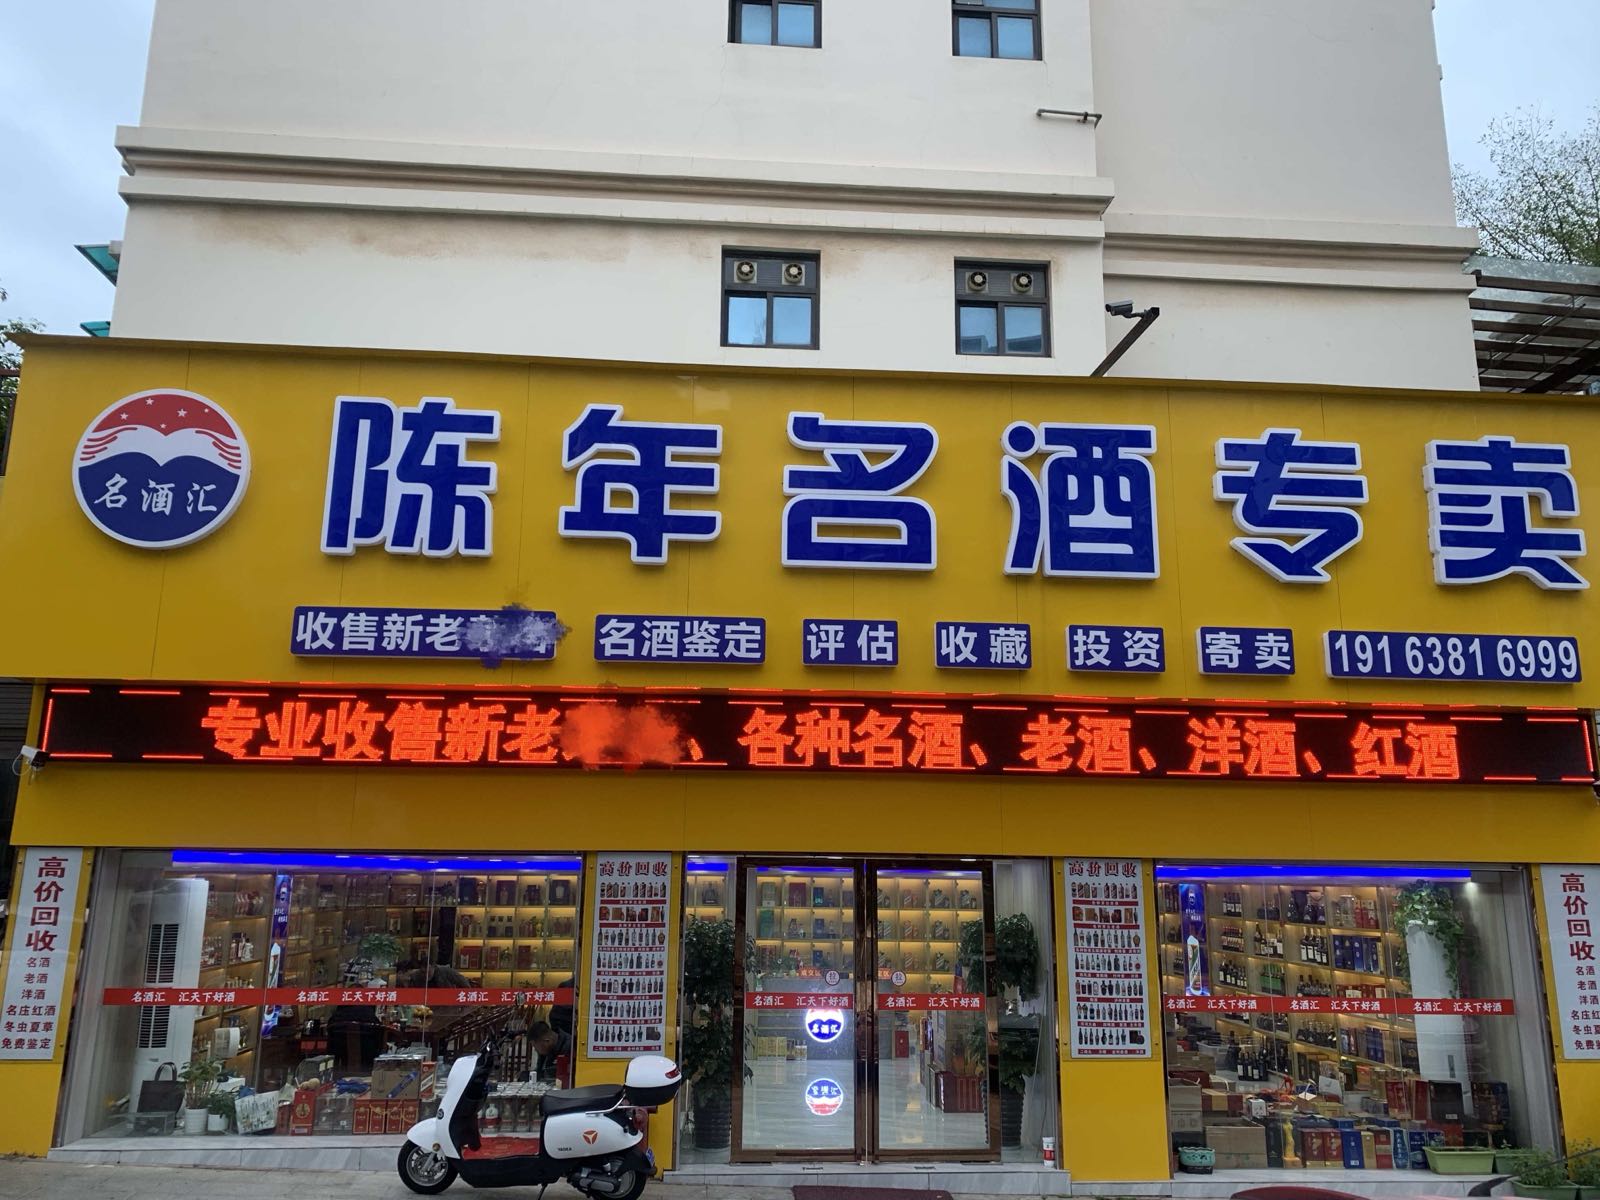 名酒汇
陈年名酒专卖
收售新老
名酒鉴定
评估
收藏
投资
寄卖
191 6381 6999
专业收售新老 、各种名酒、老酒、洋酒、红酒
高价回收
名酒
老酒
洋酒
名庄红酒
冬虫夏草
免费鉴定
高价回收
高价回收
高价回收
名酒
老酒
洋酒
名庄红
冬虫夏
免费鉴
名酒汇 汇天下好酒
名酒汇 汇天下好酒
名酒汇
名酒汇 汇天下好酒
名酒汇 汇天下好酒
名酒汇
汇天下好酒
名酒汇 汇天下好酒
名酒汇 汇天下好酒
拉
拉
名酒汇
YADEA